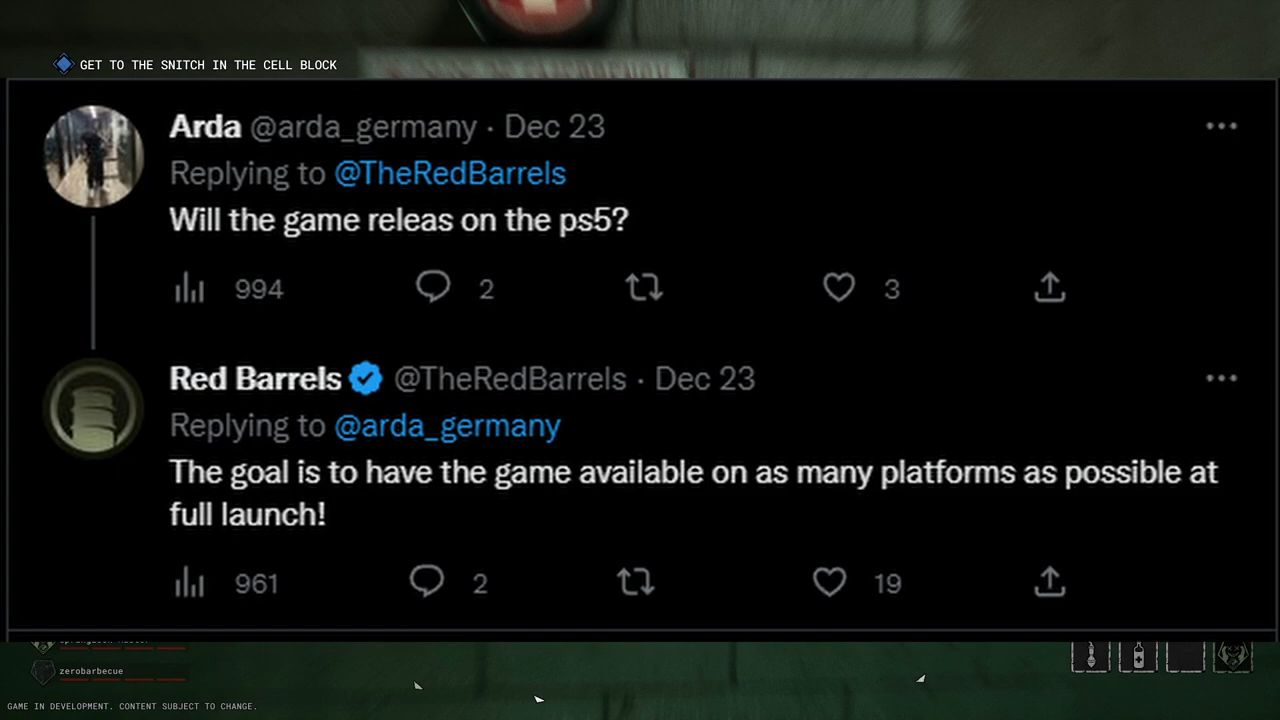 GET TO THE SNITCH IN THE CELL BLOCK
Arda @arda_germany · Dec 23
Replying to @TheRedBarrels
Will the game releas on the ps5?
994 2 3
Red Barrels @TheRedBarrels · Dec 23
Replying to @arda_germany
The goal is to have the game available on as many platforms as possible at
full launch!
961 2 19
zerobarbecue
GAME IN DEVELOPMENT. CONTENT SUBJECT TO CHANGE.